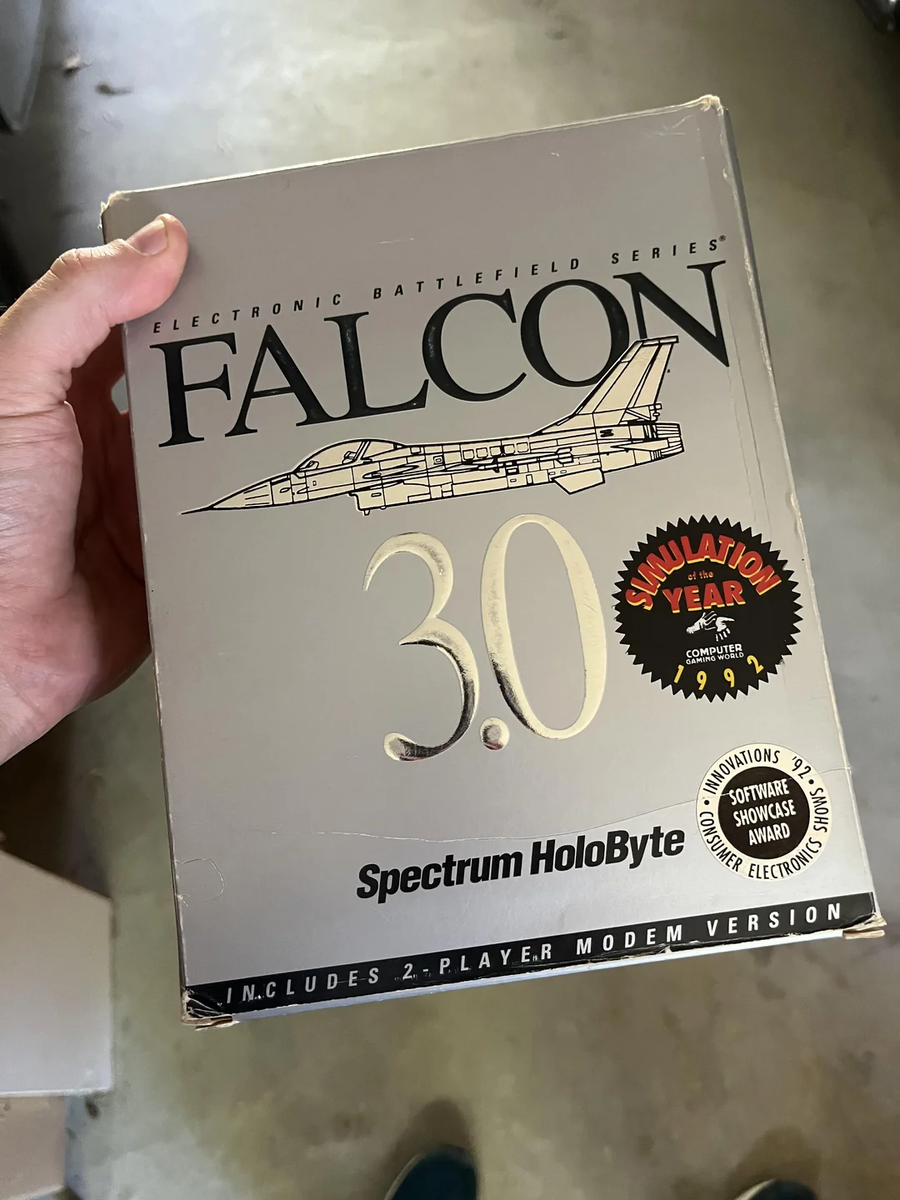 ELECTRONIC BATTLEFIELD SERIES®
FALCON
3.0
SIMULATION
of the
YEAR
COMPUTER
GAMING WORLD
1992
INNOVATIONS '92 •
SOFTWARE
SHOWCASE
AWARD
CONSUMER ELECTRONICS SHOWS •
Spectrum HoloByte
INCLUDES 2-PLAYER MODEM VERSION